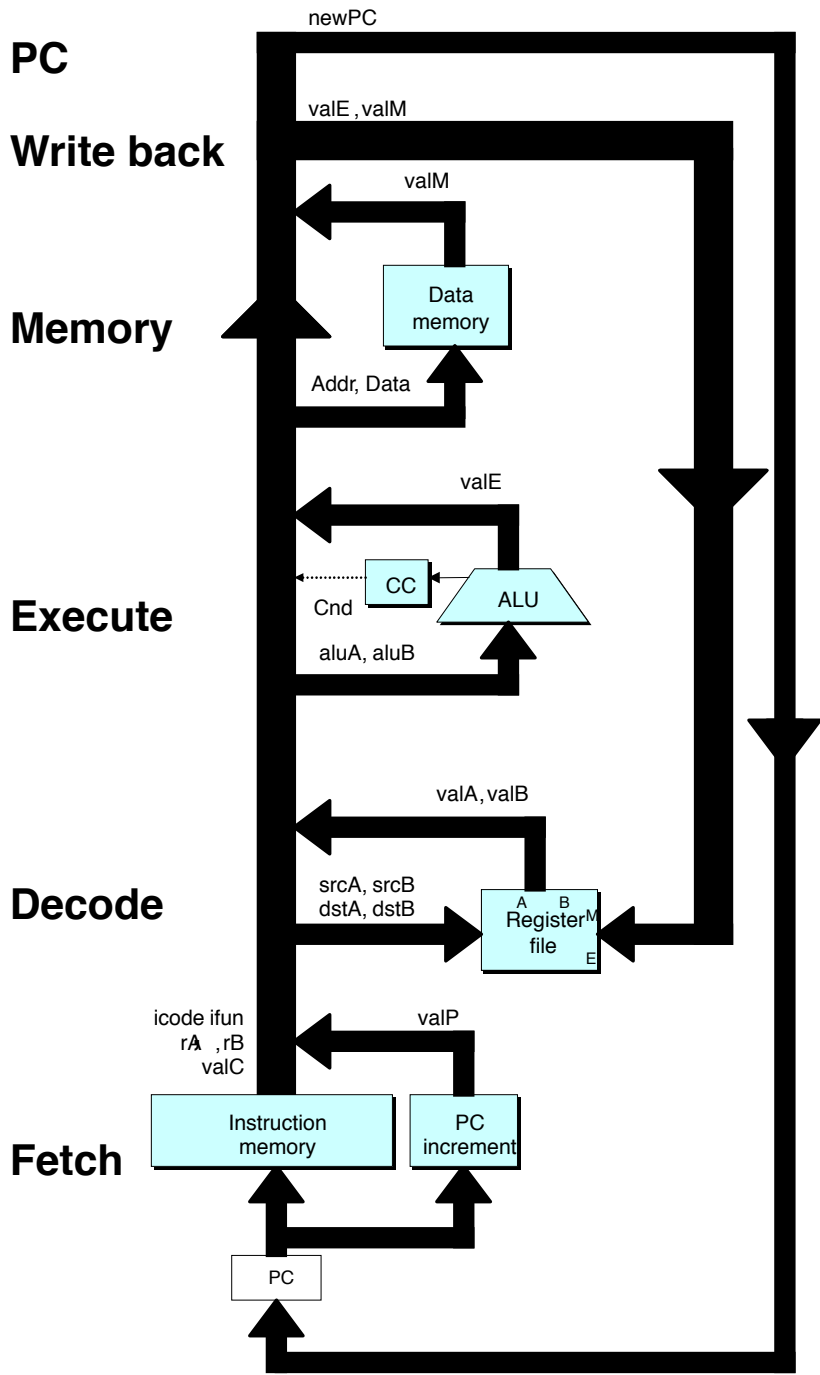 newPC
PC
valE, valM
Write back
valM
Data
memory
Memory
Addr, Data
valE
CC
ALU
Cnd
Execute
aluA, aluB
valA, valB
srcA, srcB
dstA, dstB
Decode
A B
Register M
file
E
icode ifun
rA, rB
valC
valP
Instruction
memory
PC
increment
Fetch
PC